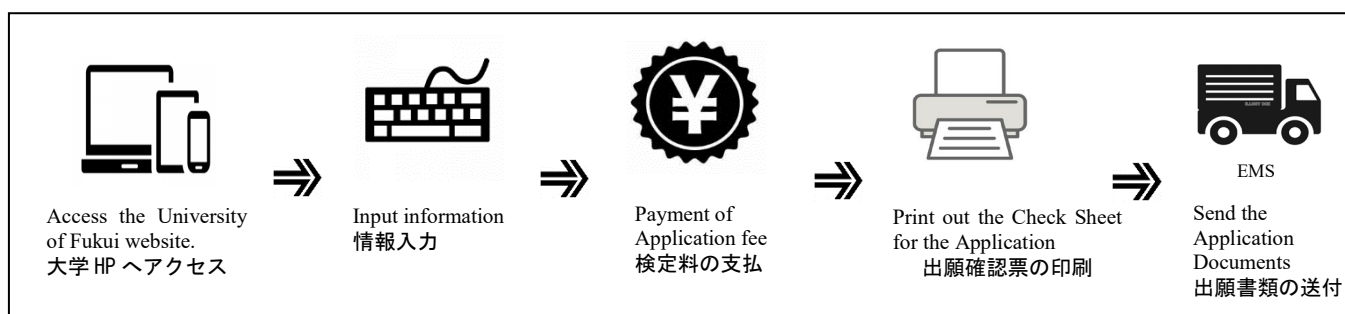 Access the University
of Fukui website.
大学 HP へアクセス
Input information
情報入力
¥
Payment of
Application fee
検定料の支払
Print out the Check Sheet
for the Application
出願確認票の印刷
EMS
Send the
Application
Documents
出願書類の送付